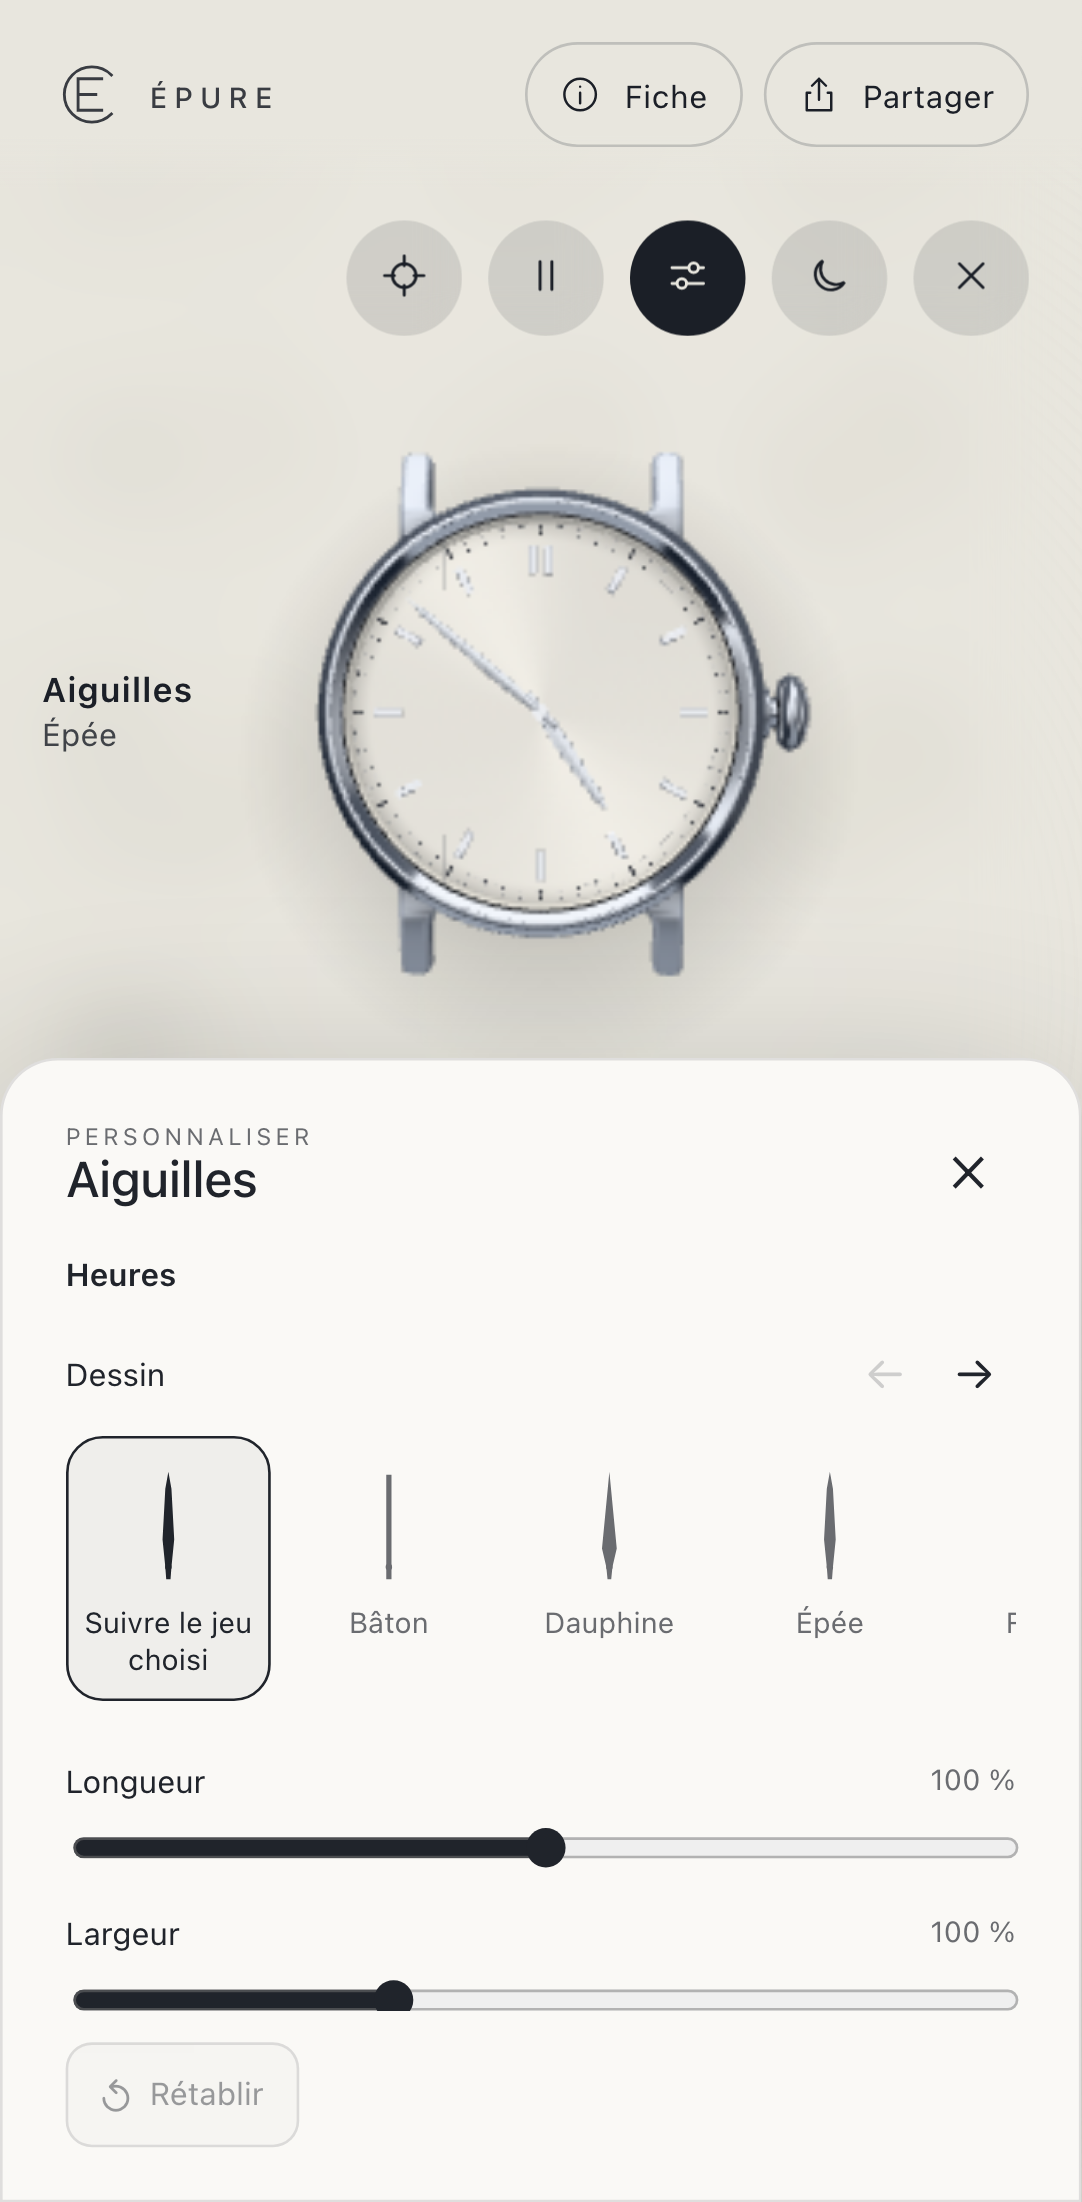 ÉPURE
Fiche
Partager
Aiguilles
Épée
PERSONNALISER
Aiguilles
Heures
Dessin
Suivre le jeu
choisi
Bâton
Dauphine
Épée
Longueur
100 %
Largeur
100 %
Rétablir